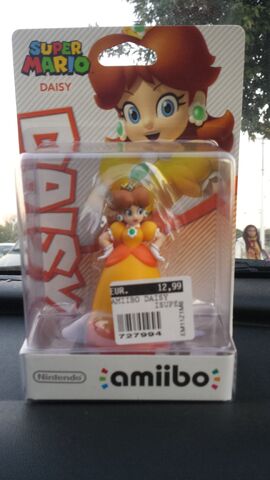 SUPER
MARIO
DAISY
DAISY
EUR. 12,99
AMIIBO DAISY
727994
Nintendo
amiibo